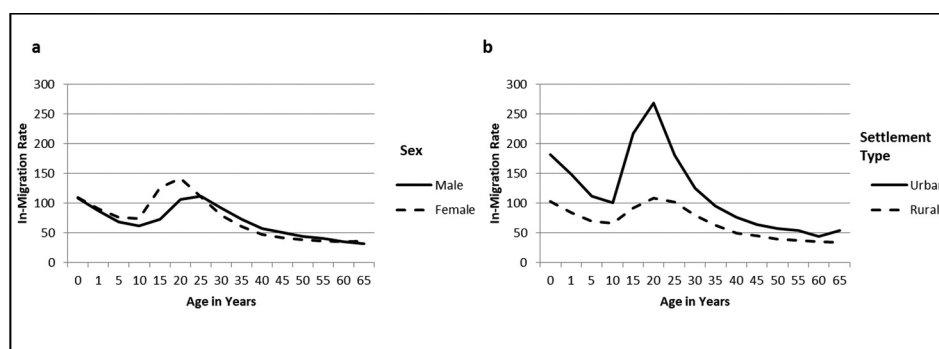 a
300
250
200
150
100
50
0
In-Migration Rate
0 1 5 10 15 20 25 30 35 40 45 50 55 60 65
Age in Years
Sex
Male
Female
b
300
250
200
150
100
50
0
In-Migration Rate
0 1 5 10 15 20 25 30 35 40 45 50 55 60 65
Age in Years
Settlement
Type
Urban
Rural